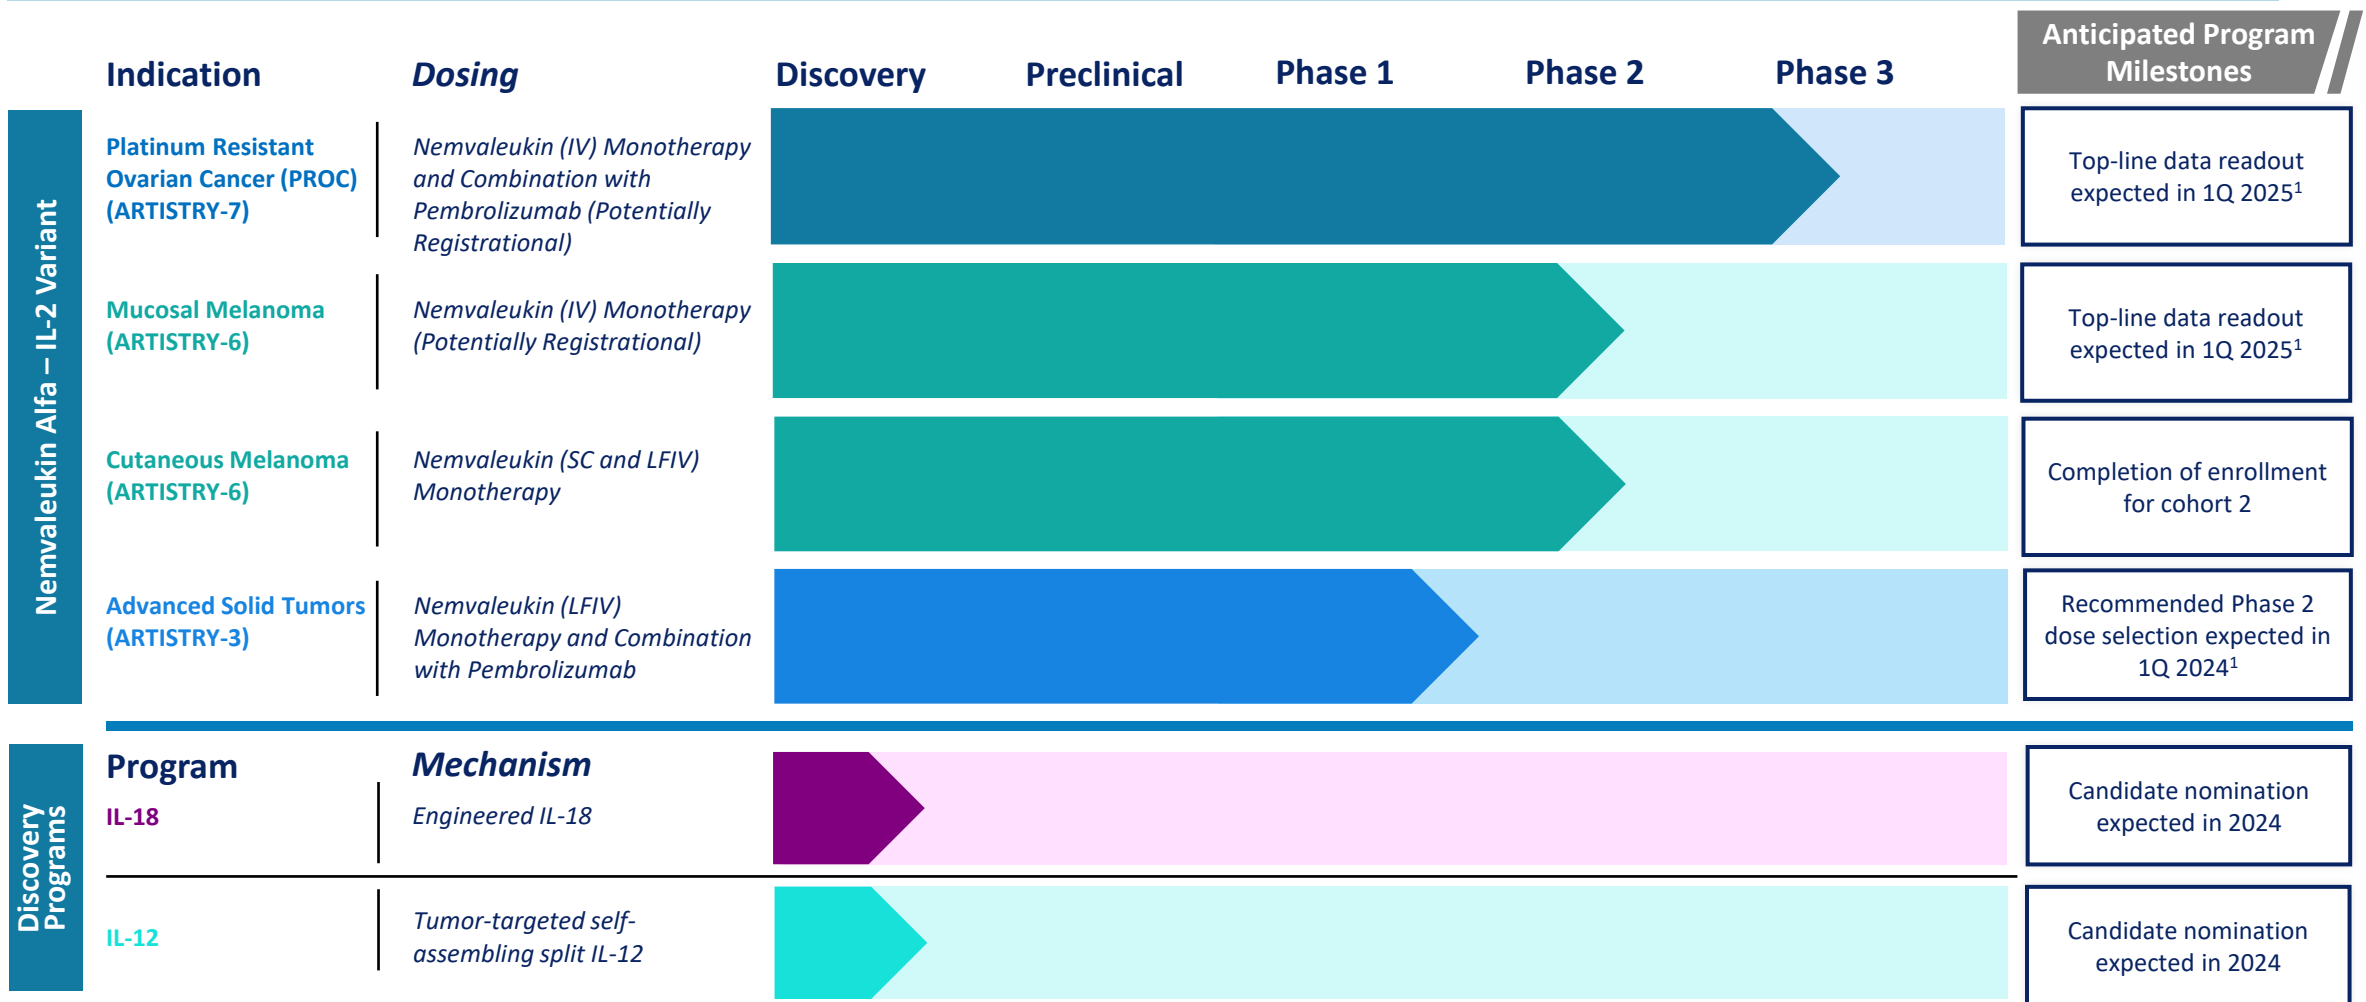 Indication
Dosing
Discovery
Preclinical
Phase 1
Phase 2
Phase 3
Anticipated Program
Milestones
Nemvaleukin Alfa – IL-2 Variant
Platinum Resistant
Ovarian Cancer (PROC)
(ARTISTRY-7)
Nemvaleukin (IV) Monotherapy
and Combination with
Pembrolizumab (Potentially
Registrational)
Top-line data readout
expected in 1Q 2025¹
Mucosal Melanoma
(ARTISTRY-6)
Nemvaleukin (IV) Monotherapy
(Potentially Registrational)
Top-line data readout
expected in 1Q 2025¹
Cutaneous Melanoma
(ARTISTRY-6)
Nemvaleukin (SC and LFIV)
Monotherapy
Completion of enrollment
for cohort 2
Advanced Solid Tumors
(ARTISTRY-3)
Nemvaleukin (LFIV)
Monotherapy and Combination
with Pembrolizumab
Recommended Phase 2
dose selection expected in
1Q 2024¹
Discovery
Programs
Program
Mechanism
IL-18
Engineered IL-18
Candidate nomination
expected in 2024
IL-12
Tumor-targeted self-
assembling split IL-12
Candidate nomination
expected in 2024